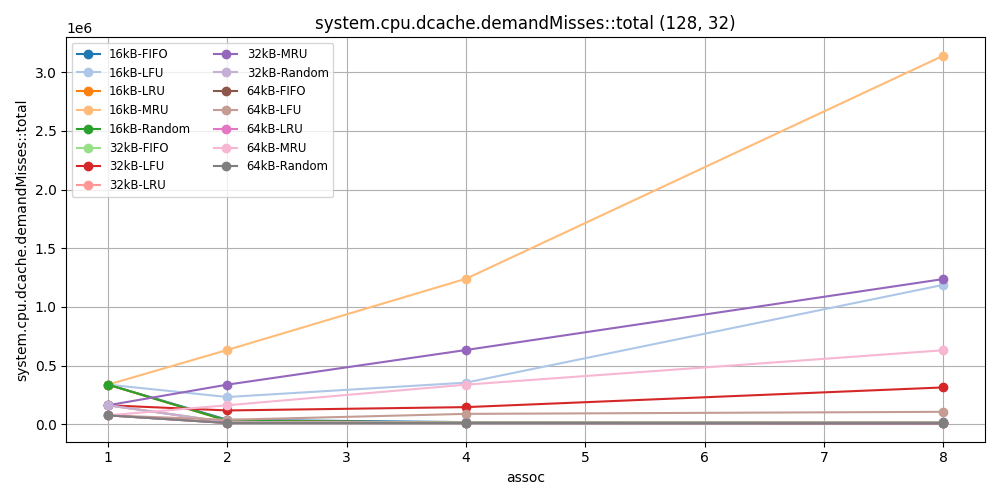 system.cpu.dcache.demandMisses::total (128, 32)
1e6
16kB-FIFO
16kB-LFU
16kB-LRU
16kB-MRU
16kB-Random
32kB-FIFO
32kB-LFU
32kB-LRU
32kB-MRU
32kB-Random
64kB-FIFO
64kB-LFU
64kB-LRU
64kB-MRU
64kB-Random
system.cpu.dcache.demandMisses::total
3.0
2.5
2.0
1.5
1.0
0.5
0.0
1 2 3 4 5 6 7 8
assoc